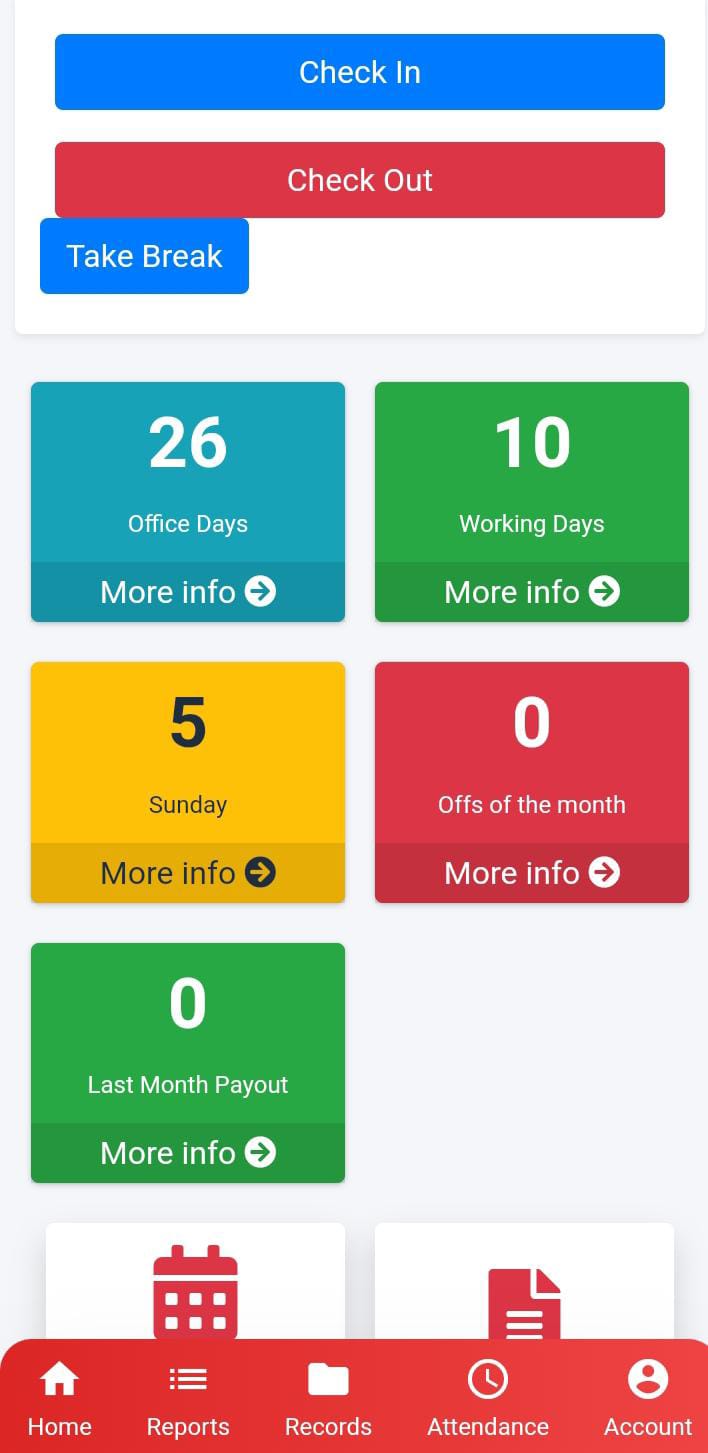 Check In
Check Out
Take Break
26
Office Days
More info
10
Working Days
More info
5
Sunday
More info
0
Offs of the month
More info
0
Last Month Payout
More info
Home
Reports
Records
Attendance
Account